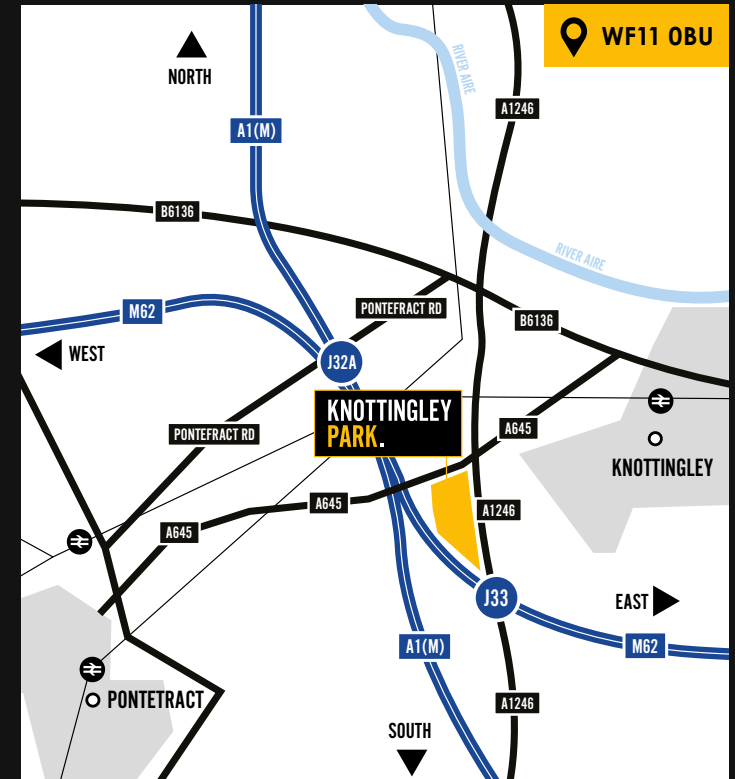 WF11 0BU
NORTH
RIVER AIRE
A1246
A1(M)
B6136
RIVER AIRE
M62
PONTEFRACT RD
B6136
WEST
J32A
KNOTTINGLEY
PARK.
A645
PONTEFRACT RD
KNOTTINGLEY
A645
A1246
A645
J33
EAST
A1(M)
M62
PONTETRACT
A1246
SOUTH